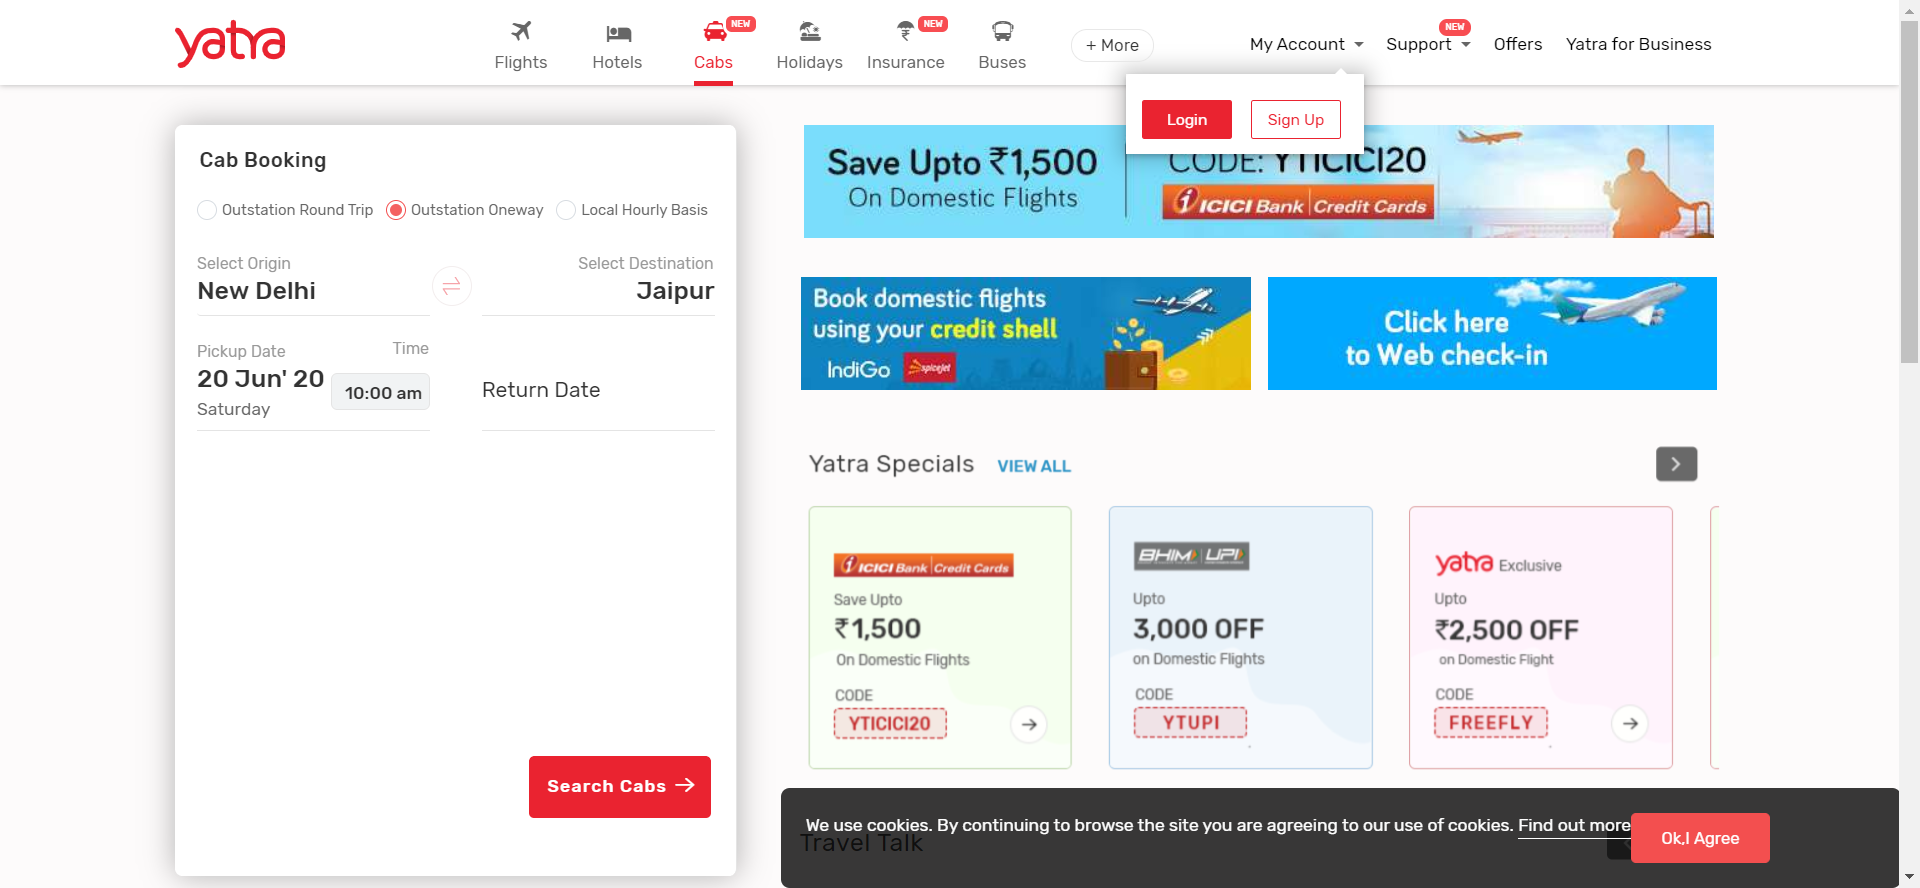 yatra
Flights
Hotels
NEW
Cabs
Holidays
NEW
Insurance
Buses
+ More
My Account
NEW
Support
Offers
Yatra for Business
Login
Sign Up
Cab Booking
Outstation Round Trip
Outstation Oneway
Local Hourly Basis
Select Origin
New Delhi
Select Destination
Jaipur
Pickup Date
20 Jun' 20
Saturday
Time
10:00 am
Return Date
Search Cabs
Save Upto ₹1,500
On Domestic Flights
CODE: YTICICI20
ICICI Bank Credit Cards
Book domestic flights
using your credit shell
IndiGo spicejet
Click here
to Web check-in
Yatra Specials VIEW ALL
ICICI Bank Credit Cards
Save Upto
₹1,500
On Domestic Flights
CODE
YTICICI20
BHIM UPI
Upto
3,000 OFF
on Domestic Flights
CODE
YTUPI
yatra Exclusive
Upto
₹2,500 OFF
on Domestic Flight
CODE
FREEFLY
We use cookies. By continuing to browse the site you are agreeing to our use of cookies. Find out more
Ok,I Agree
Travel Talk